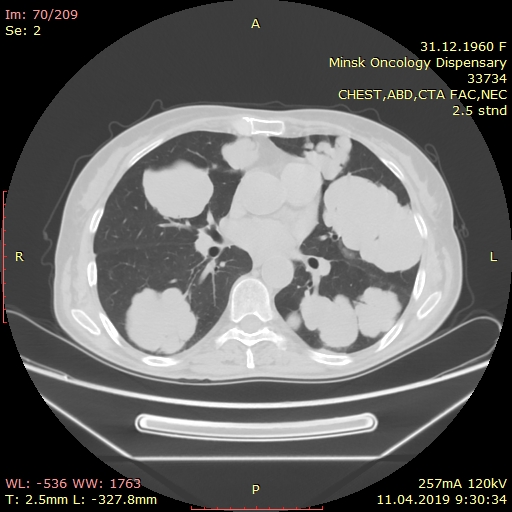 Im: 70/209
Se: 2
A
31.12.1960 F
Minsk Oncology Dispensary
33734
CHEST,ABD,CTA FAC,NEC
2.5 stnd
R
L
WL: -536 WW: 1763
T: 2.5mm L: -327.8mm
P
257mA 120kV
11.04.2019 9:30:34